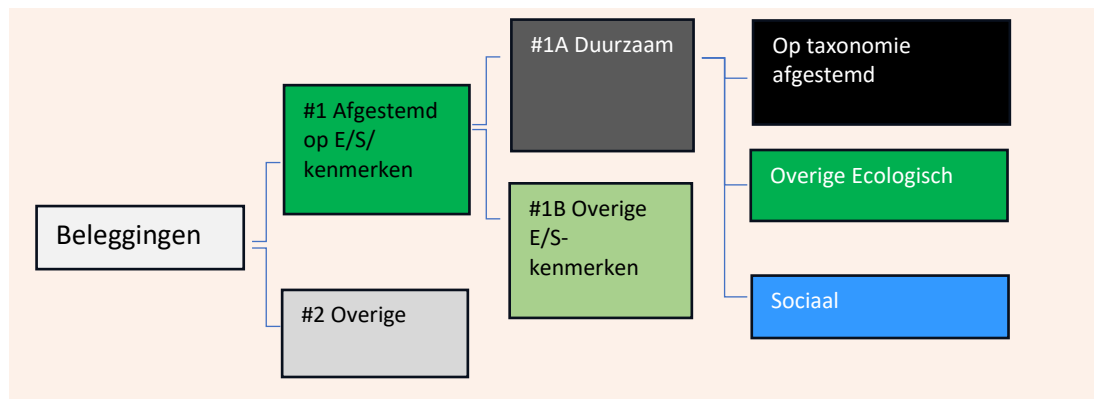 Beleggingen
#1 Afgestemd
op E/S/
kenmerken
#2 Overige
#1A Duurzaam
#1B Overige
E/S-
kenmerken
Op taxonomie
afgestemd
Overige Ecologisch
Sociaal